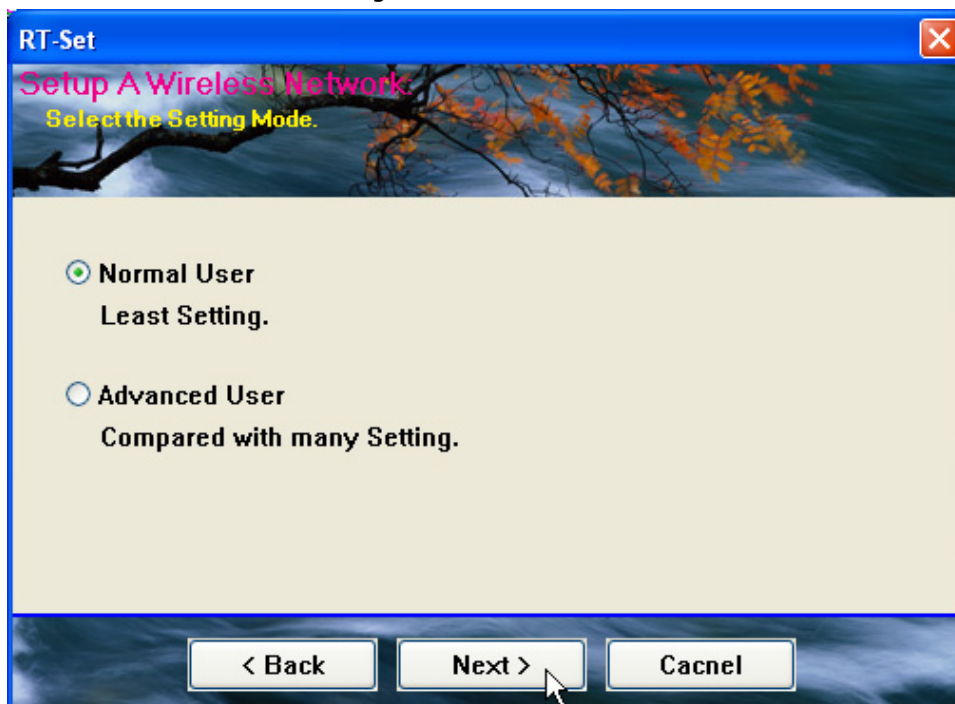 RT-Set
Setup A Wireless Network:
Select the Setting Mode.
Normal User
Least Setting.
Advanced User
Compared with many Setting.
< Back
Next >
Cacnel